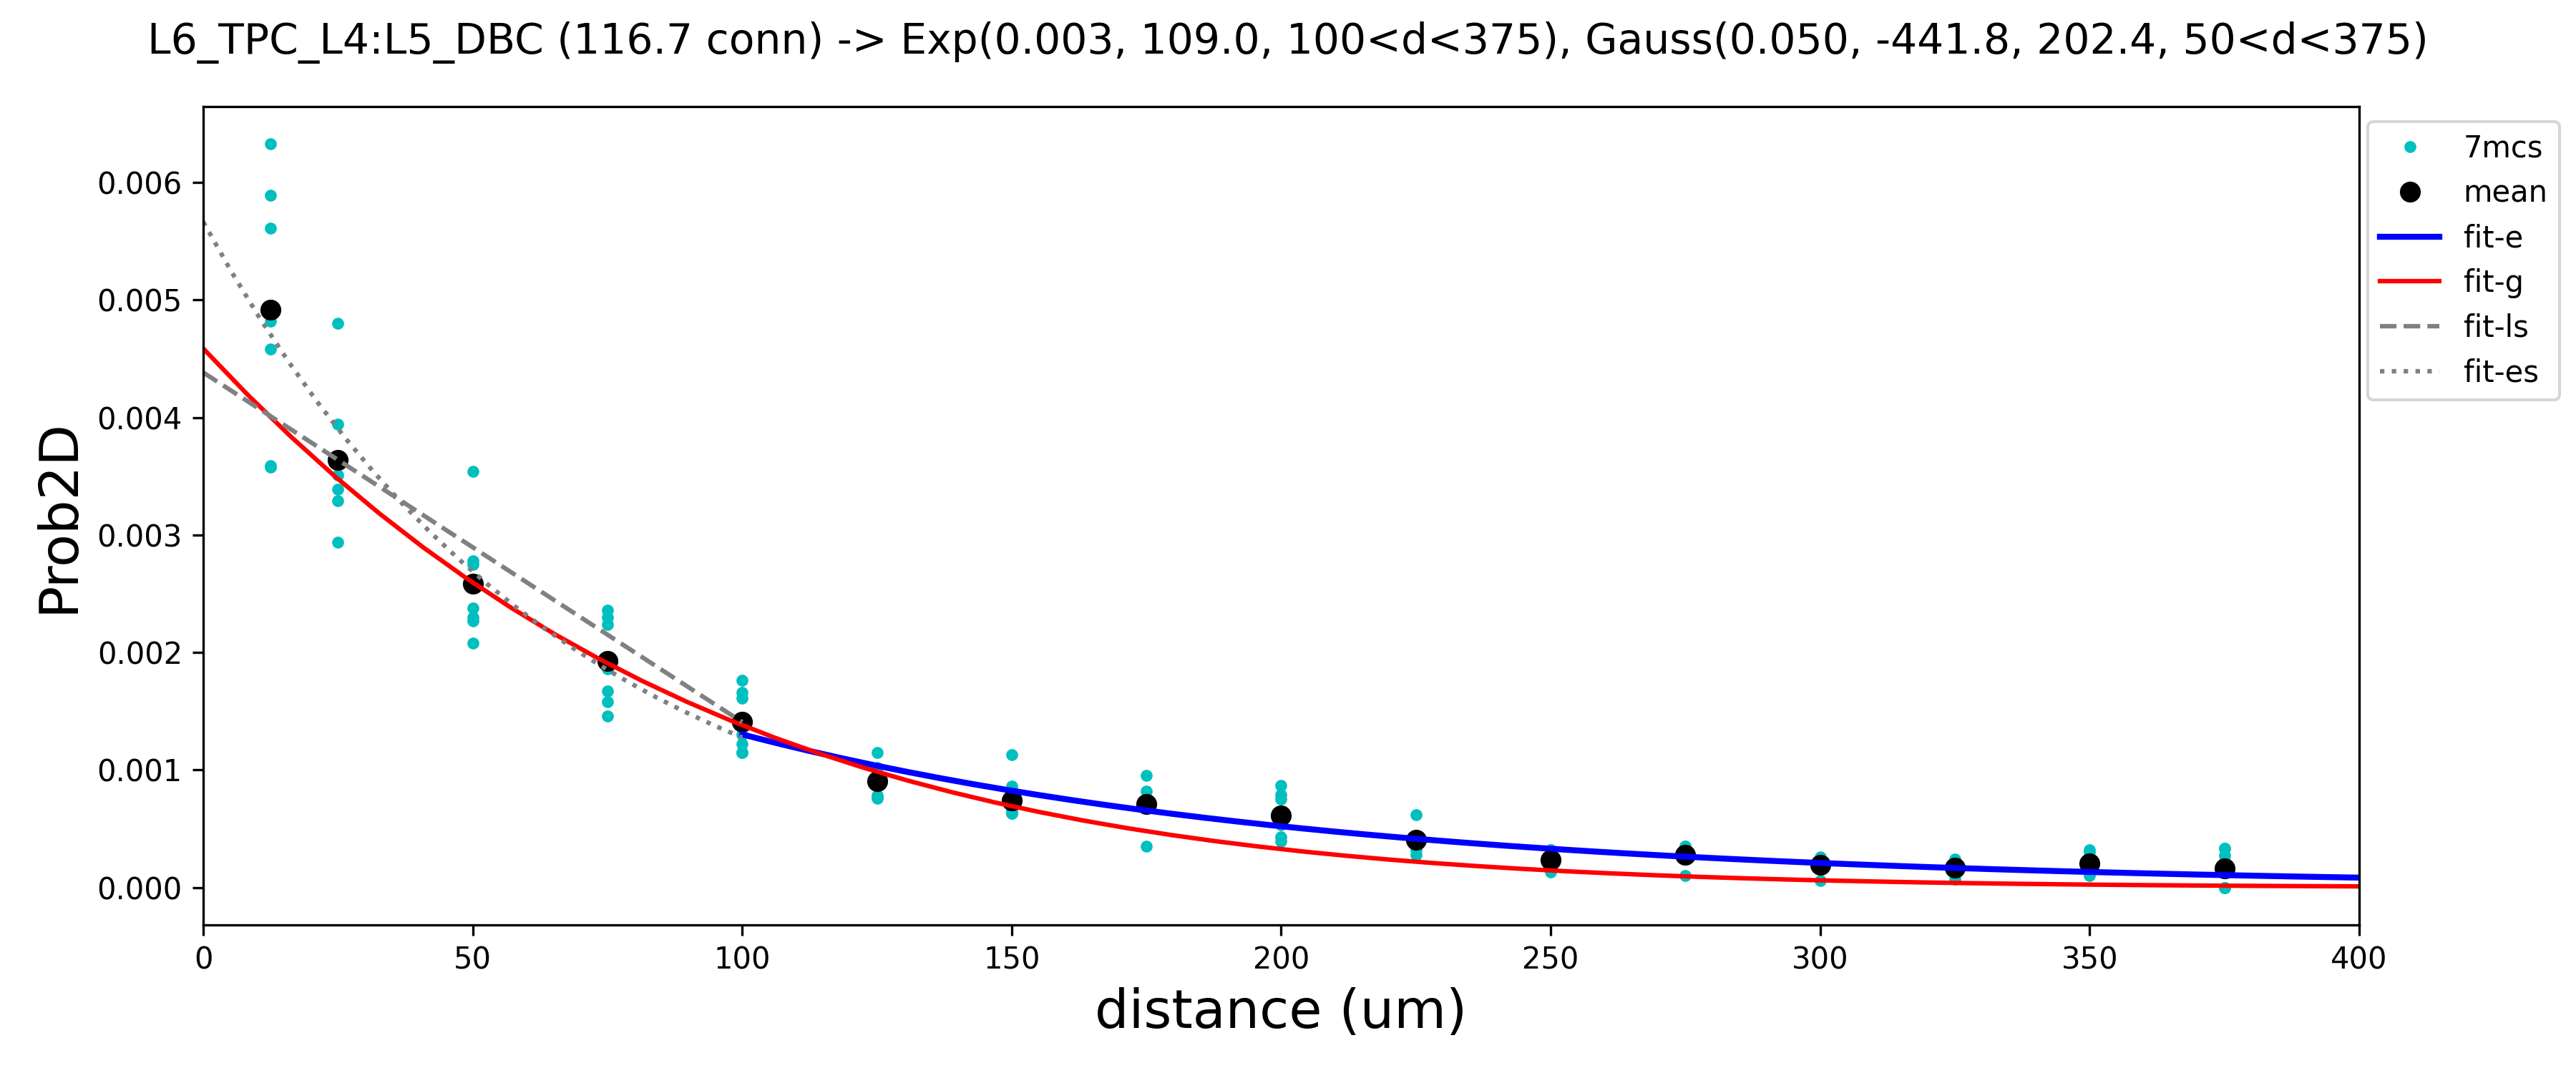 L6_TPC_L4:L5_DBC (116.7 conn) -> Exp(0.003, 109.0, 100<d<375), Gauss(0.050, -441.8, 202.4, 50<d<375)
7mcs
mean
fit-e
fit-g
fit-ls
fit-es
Prob2D
0.006
0.005
0.004
0.003
0.002
0.001
0.000
0 50 100 150 200 250 300 350 400
distance (um)